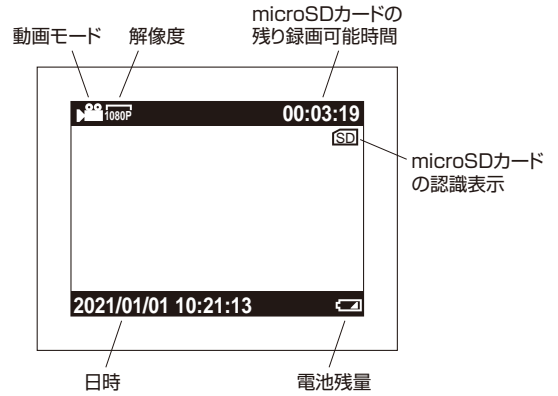 microSDカードの
残り録画可能時間
動画モード
解像度
1080P
00:03:19
SD
microSDカード
の認識表示
2021/01/01 10:21:13
日時
電池残量